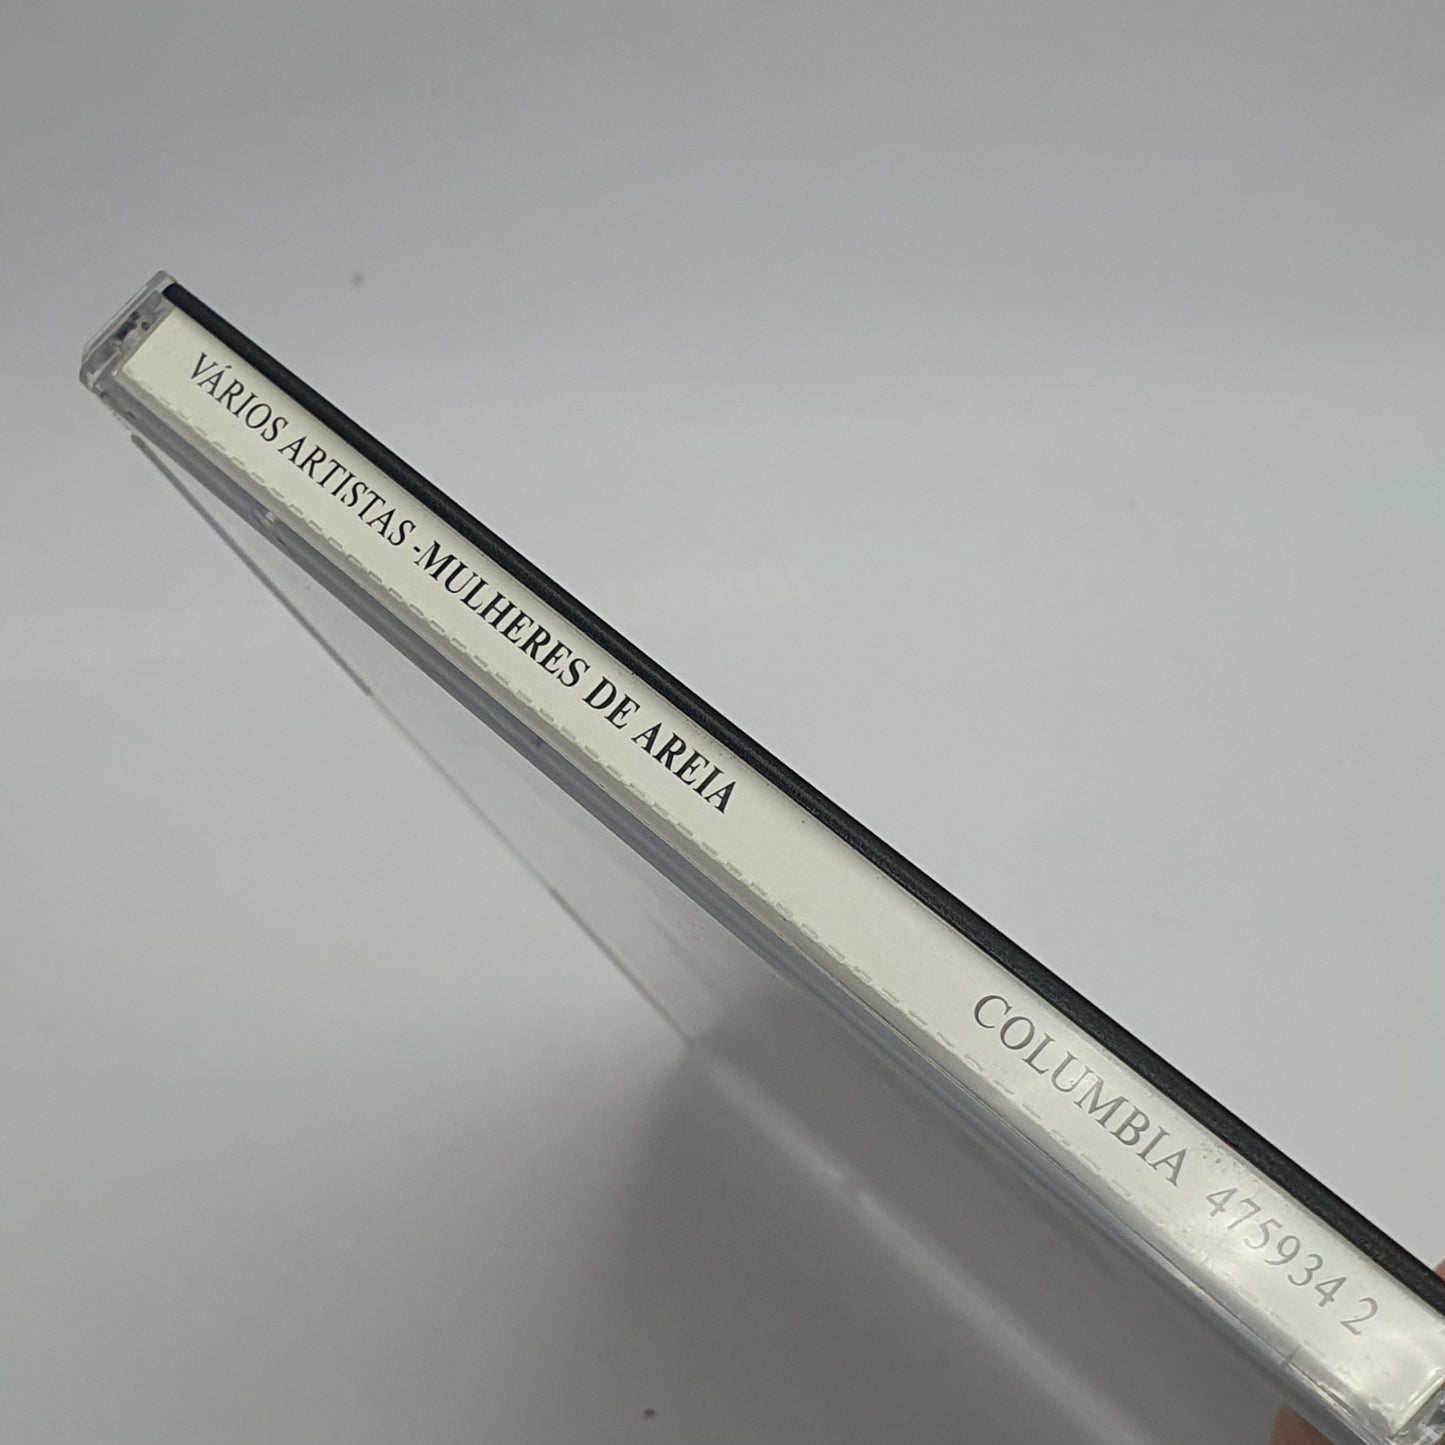 VÁRIOS ARTISTAS -MULHERES DE AREIA COLUMBIA 475934 2